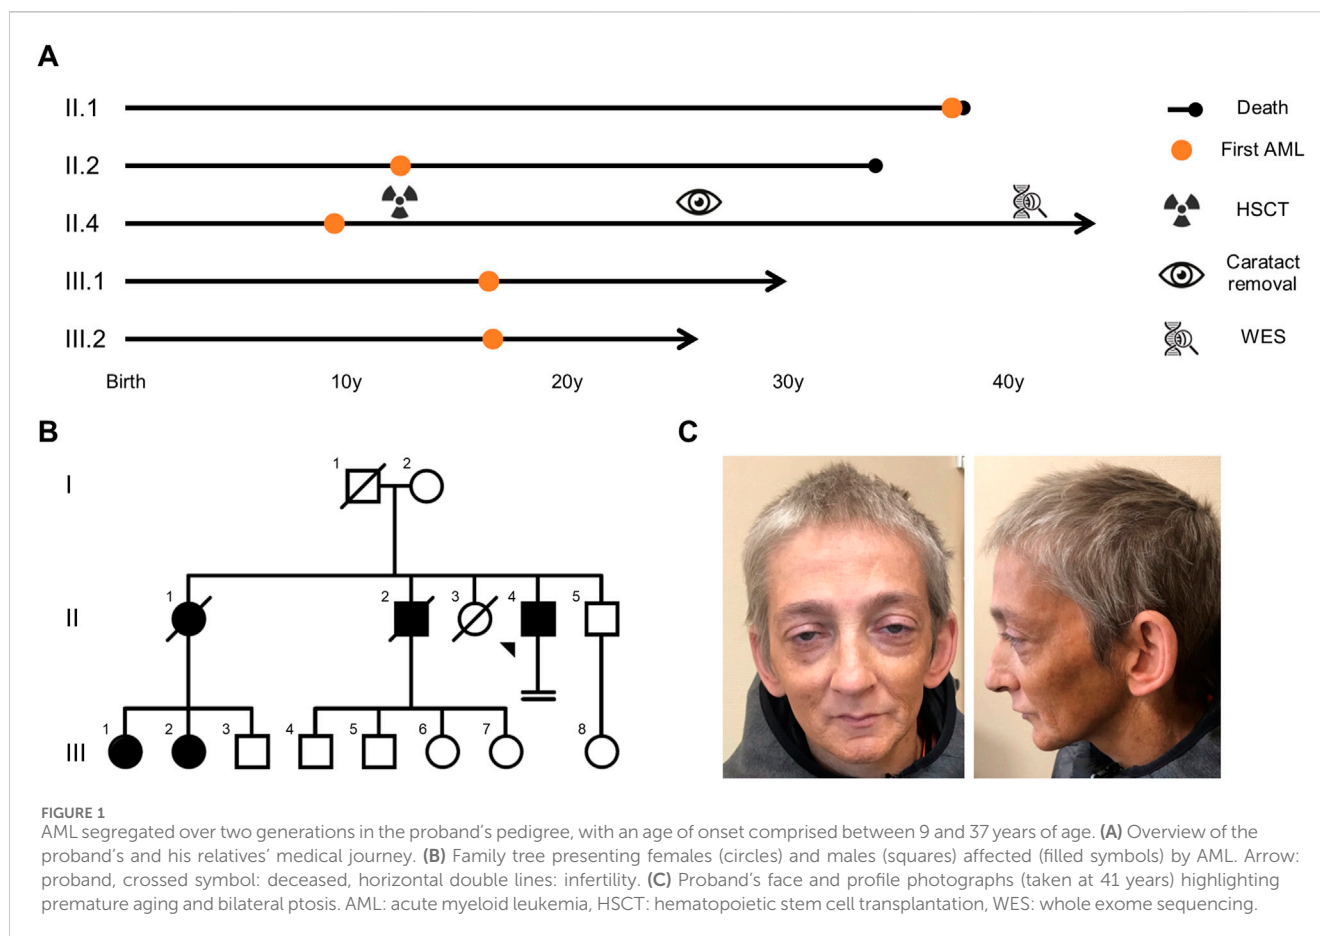 A
II.1
II.2
II.4
III.1
III.2
Birth 10y 20y 30y 40y
Death
First AML
HSCT
Caratact
removal
WES
B
I
1 2
II
1 2 3 4 5
III
1 2 3 4 5 6 7 8
C
FIGURE 1
AML segregated over two generations in the proband's pedigree, with an age of onset comprised between 9 and 37 years of age. (A) Overview of the
proband's and his relatives' medical journey. (B) Family tree presenting females (circles) and males (squares) affected (filled symbols) by AML. Arrow:
proband, crossed symbol: deceased, horizontal double lines: infertility. (C) Proband's face and profile photographs (taken at 41 years) highlighting
premature aging and bilateral ptosis. AML: acute myeloid leukemia, HSCT: hematopoietic stem cell transplantation, WES: whole exome sequencing.